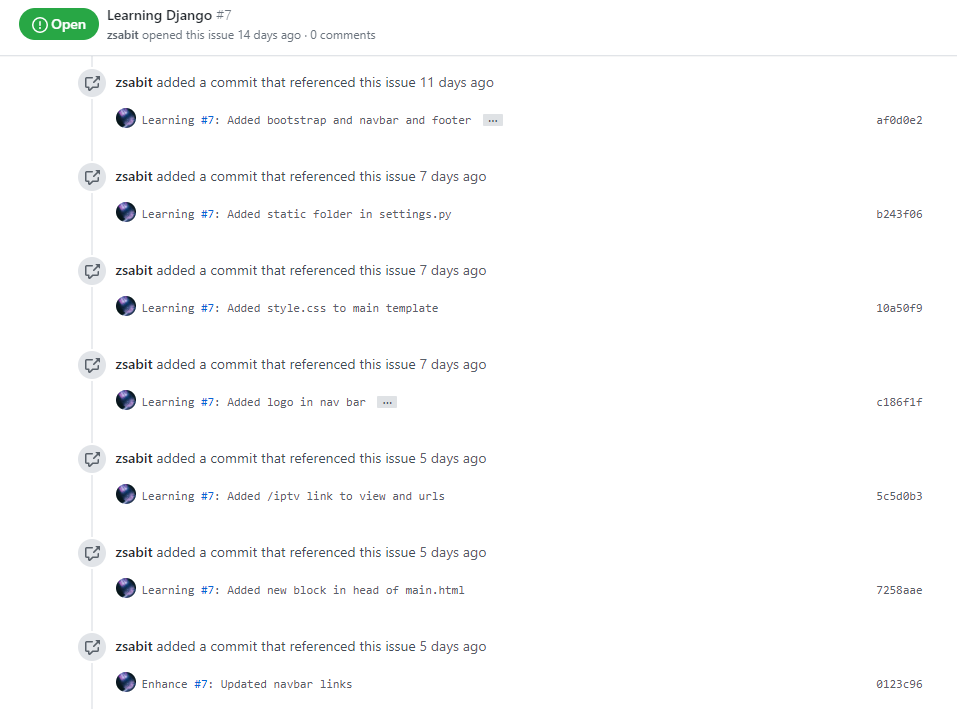 Open
Learning Django #7
zsabit opened this issue 14 days ago · 0 comments
zsabit added a commit that referenced this issue 11 days ago
Learning #7: Added bootstrap and navbar and footer … af0d0e2
zsabit added a commit that referenced this issue 7 days ago
Learning #7: Added static folder in settings.py b243f06
zsabit added a commit that referenced this issue 7 days ago
Learning #7: Added style.css to main template 10a50f9
zsabit added a commit that referenced this issue 7 days ago
Learning #7: Added logo in nav bar … c186f1f
zsabit added a commit that referenced this issue 5 days ago
Learning #7: Added /iptv link to view and urls 5c5d0b3
zsabit added a commit that referenced this issue 5 days ago
Learning #7: Added new block in head of main.html 7258aae
zsabit added a commit that referenced this issue 5 days ago
Enhance #7: Updated navbar links 0123c96